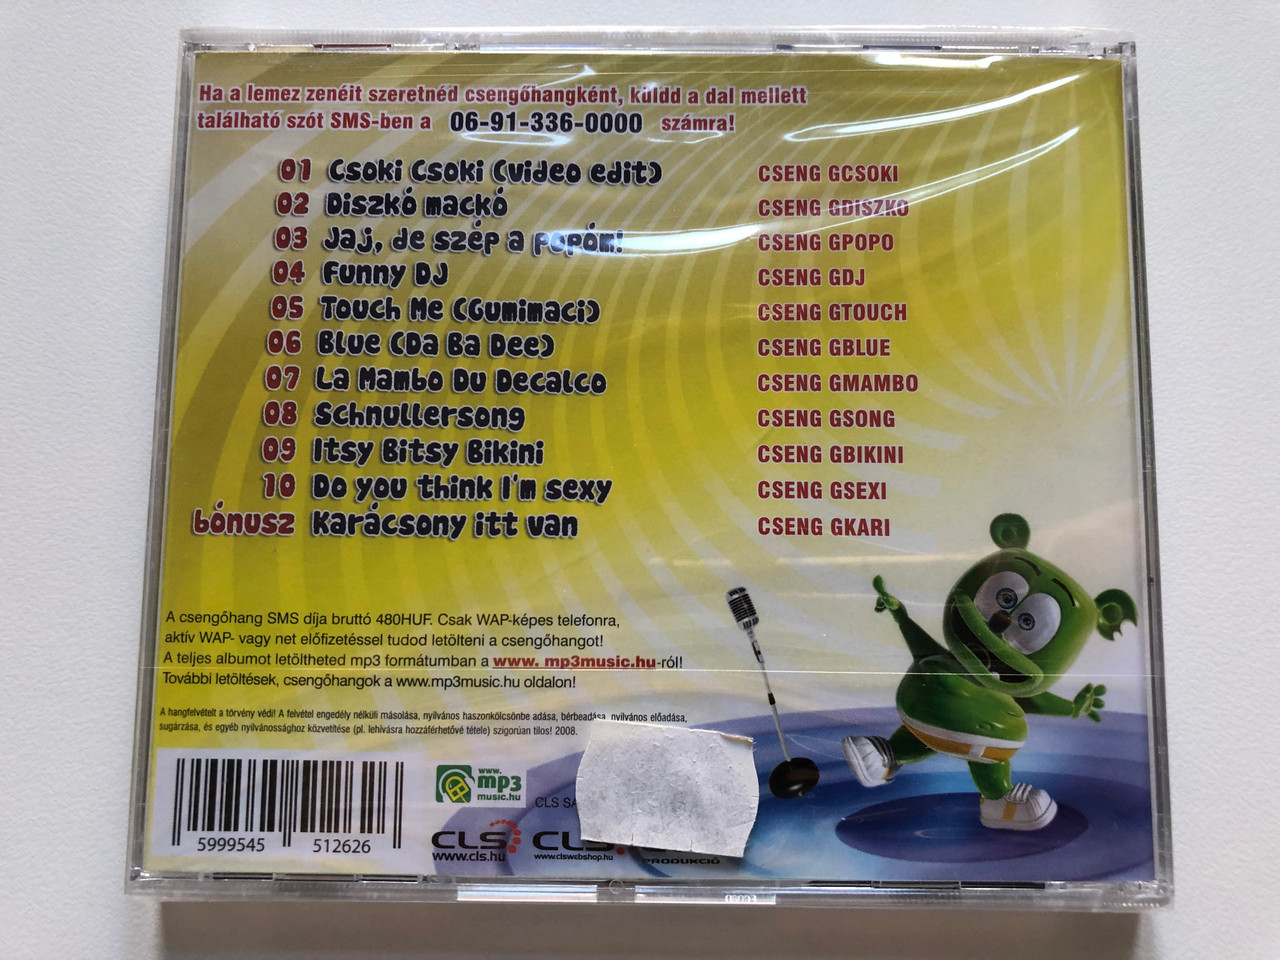 Ha a lemez zenéit szeretnéd csengőhangként, küldd a dal mellett
található szót SMS-ben a 06-91-336-0000 számra!
01 Csoki Csoki (video edit) CSENG GCSOKI
02 Diszkó mackó CSENG GDISZKO
03 Jaj, de szép a popóm! CSENG GPOPO
04 Funny DJ CSENG GDJ
05 Touch Me (Gumimaci) CSENG GTOUCH
06 Blue (Da Ba Dee) CSENG GBLUE
07 La Mambo Du Decalco CSENG GMAMBO
08 Schnullersong CSENG GSONG
09 Itsy Bitsy Bikini CSENG GBIKINI
10 Do you think I'm sexy CSENG GSEXI
bónusz Karácsony itt van CSENG GKARI
A csengőhang SMS díja bruttó 480HUF. Csak WAP-képes telefonra,
aktív WAP- vagy net előfizetéssel tudod letölteni a csengőhangot!
A teljes albumot letöltheted mp3 formátumban a www. mp3music.hu-ról!
További letöltések, csengőhangok a www.mp3music.hu oldalon!
A hangfelvételt a törvény védi! A felvétel engedély nélküli másolása, nyilvános haszonkölcsönbe adása, bérbeadása, nyilvános előadása,
sugárzása, és egyéb nyilvánossághoz közvetítése (pl. lehívásra hozzáférhetővé tétele) szigorúan tilos! 2008.
www.
mp3
music.hu
CLS
5999545 512626
CLS
www.cls.hu
www.clswebshop.hu
PRODUKCIÓ